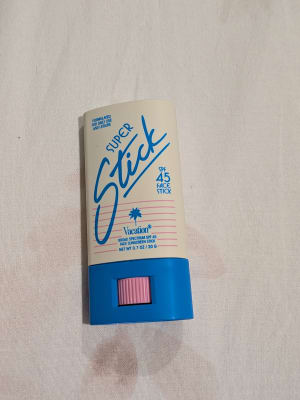 SUPER
Stick
SPF
45
FACE
STICK
Vacation®
BROAD SPECTRUM SPF 45
FACE SUNSCREEN STICK
NET WT 0.7 OZ / 20 G